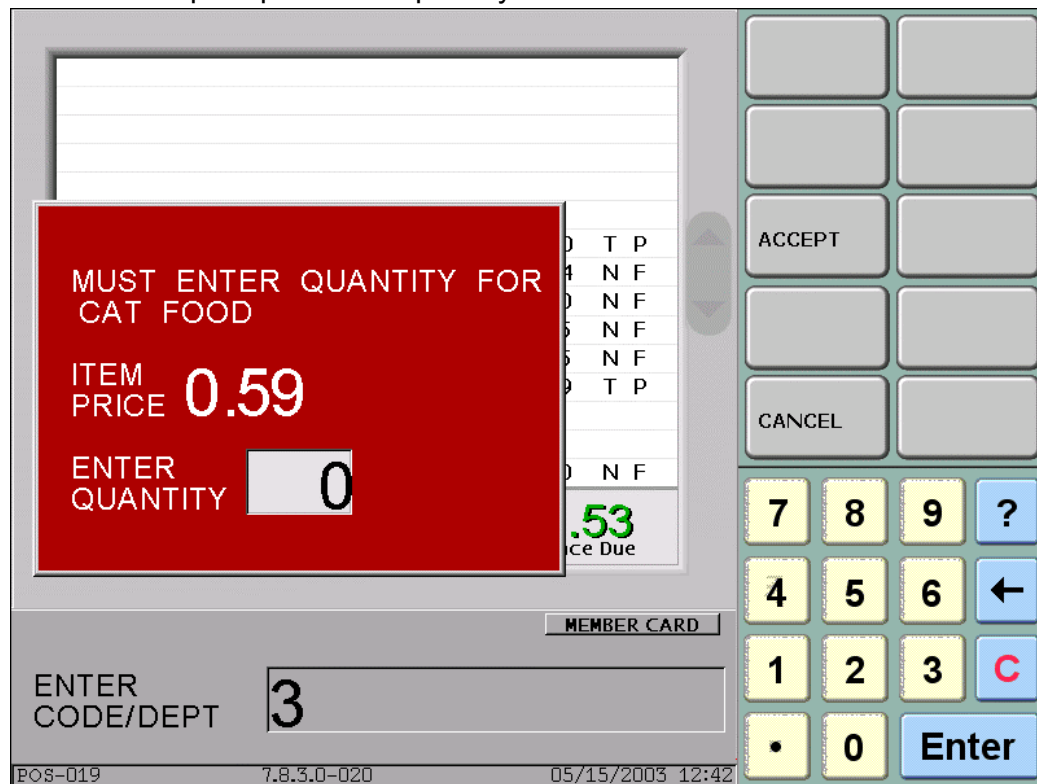 T P
N F
N F
N F
N F
T P
N F
.53
ce Due
MUST ENTER QUANTITY FOR
CAT FOOD
ITEM
PRICE 0.59
ENTER
QUANTITY 0
MEMBER CARD
ENTER
CODE/DEPT 3
POS-019 7.8.3.0-020 05/15/2003 12:42
ACCEPT
CANCEL
7 8 9 ?
4 5 6 ←
1 2 3 C
. 0 Enter